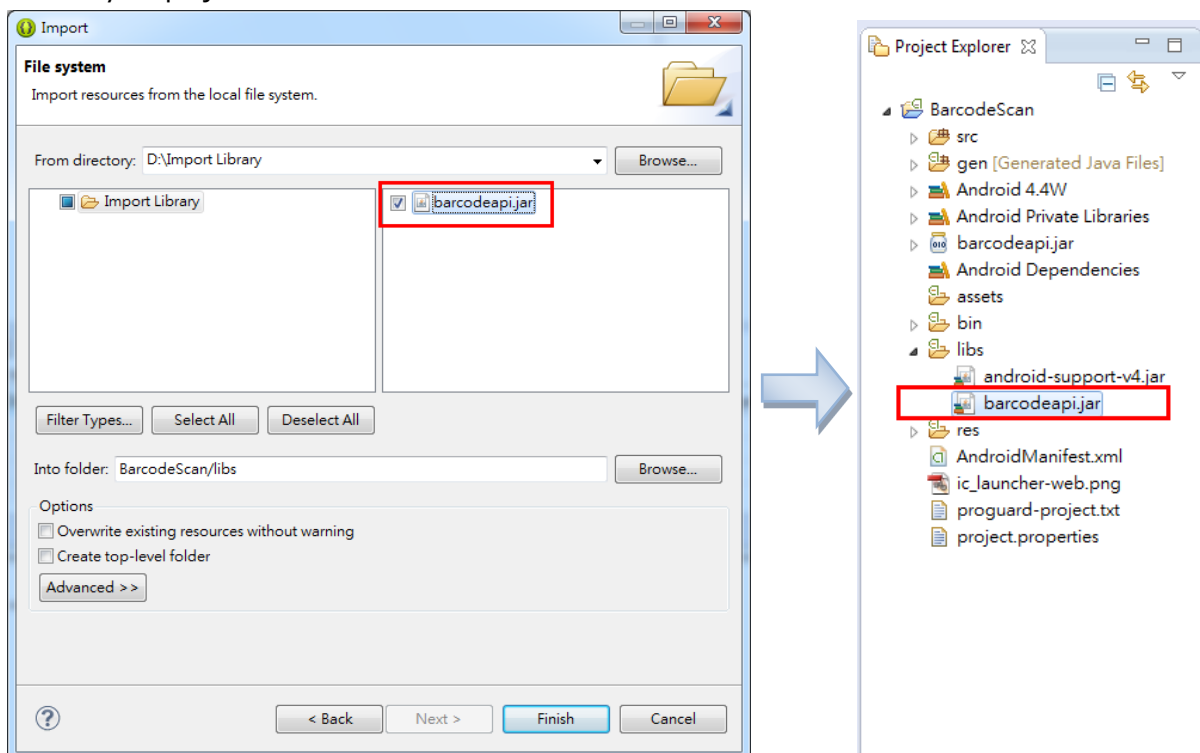 Import
File system
Import resources from the local file system.
From directory: D:\Import Library
Browse...
Import Library
barcodeapi.jar
Filter Types...
Select All
Deselect All
Into folder: BarcodeScan/libs
Browse...
Options
Overwrite existing resources without warning
Create top-level folder
Advanced >>
< Back
Next >
Finish
Cancel
Project Explorer
BarcodeScan
src
gen [Generated Java Files]
Android 4.4W
Android Private Libraries
barcodeapi.jar
Android Dependencies
assets
bin
libs
android-support-v4.jar
barcodeapi.jar
res
AndroidManifest.xml
ic_launcher-web.png
proguard-project.txt
project.properties